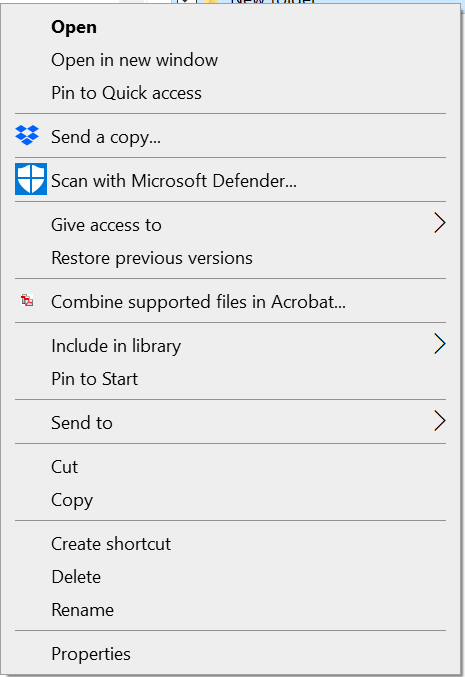 New folder
Open
Open in new window
Pin to Quick access
Send a copy...
Scan with Microsoft Defender...
Give access to
Restore previous versions
Combine supported files in Acrobat...
Include in library
Pin to Start
Send to
Cut
Copy
Create shortcut
Delete
Rename
Properties